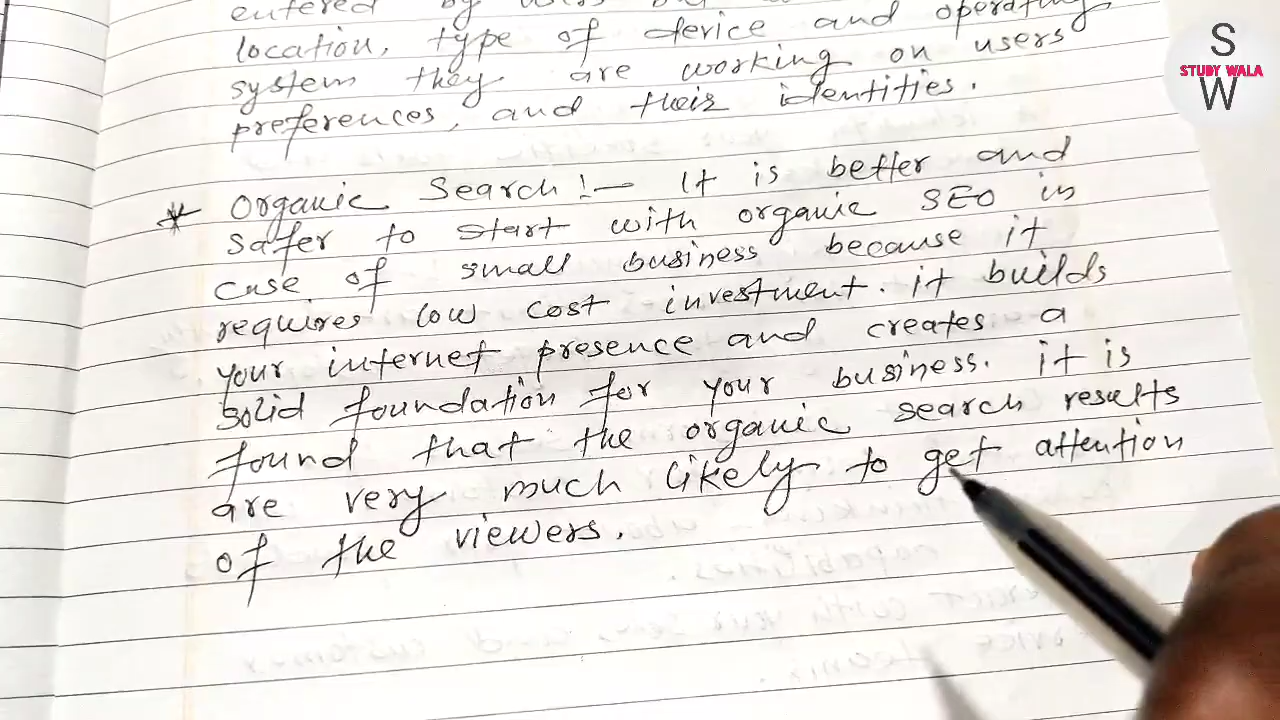 entered by
location, type of device and operating
system they are working on users
preferences, and their identities.
* Organic Search :- It is better and
safer to start with organic SEO in
case of small business because it
requires low cost investment. it builds
your internet presence and creates a
solid foundation for your business. it is
found that the organic search results
are very much likely to get attention
of the viewers.
S
STUDY WALA
W